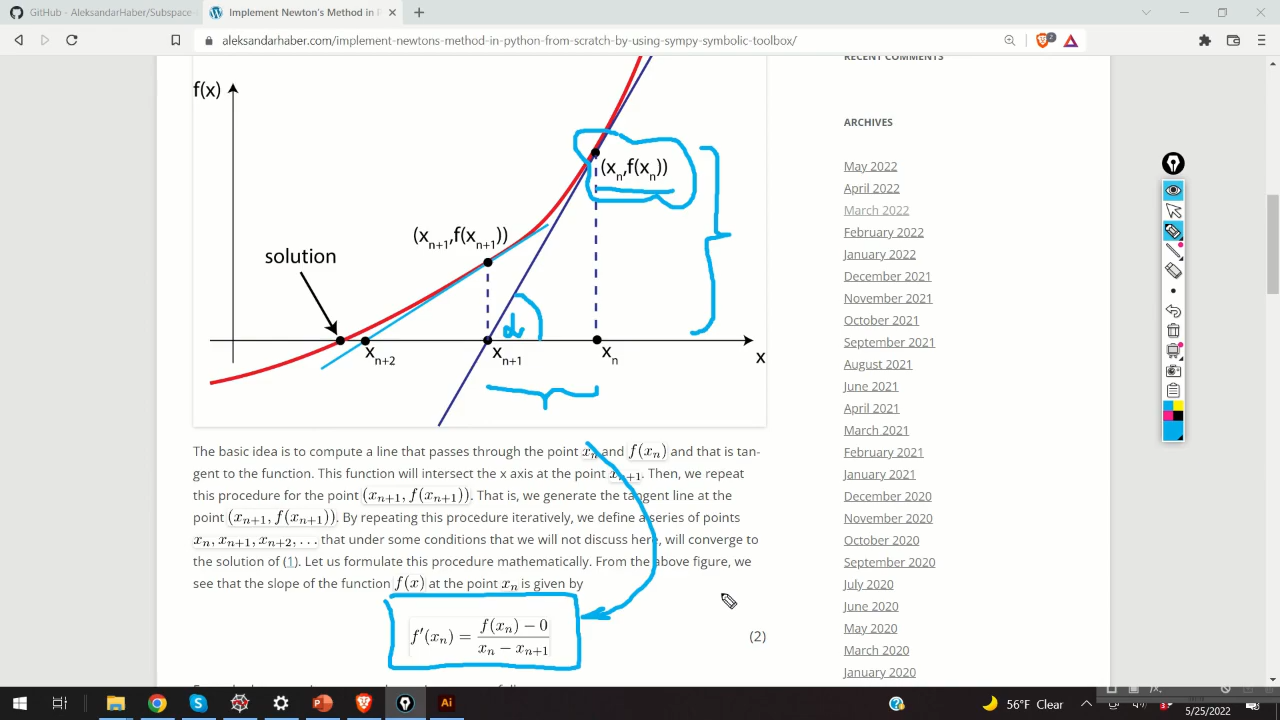 GitHub - AleksandarHaber/Subspace
Implement Newton's Method in P
aleksandarhaber.com/implement-newtons-method-in-python-from-scratch-by-using-sympy-symbolic-toolbox/
2
f(x)
(xn,f(xn))
(xn+1,f(xn+1))
solution
α
xn+2
xn+1
xn
x
The basic idea is to compute a line that passes through the point xn and f(xn) and that is tan-
gent to the function. This function will intersect the x axis at the point xn+1. Then, we repeat
this procedure for the point (xn+1, f(xn+1)). That is, we generate the tangent line at the
point (xn+1, f(xn+1)). By repeating this procedure iteratively, we define a series of points
xn, xn+1, xn+2, ... that under some conditions that we will not discuss here, will converge to
the solution of (1). Let us formulate this procedure mathematically. From the above figure, we
see that the slope of the function f(x) at the point xn is given by
f'(xn) = (f(xn) − 0)/(xn − xn+1) (2)
RECENT COMMENTS
ARCHIVES
May 2022
April 2022
March 2022
February 2022
January 2022
December 2021
November 2021
October 2021
September 2021
August 2021
June 2021
April 2021
March 2021
February 2021
January 2021
December 2020
November 2020
October 2020
September 2020
July 2020
June 2020
May 2020
March 2020
January 2020
56°F Clear
5/25/2022